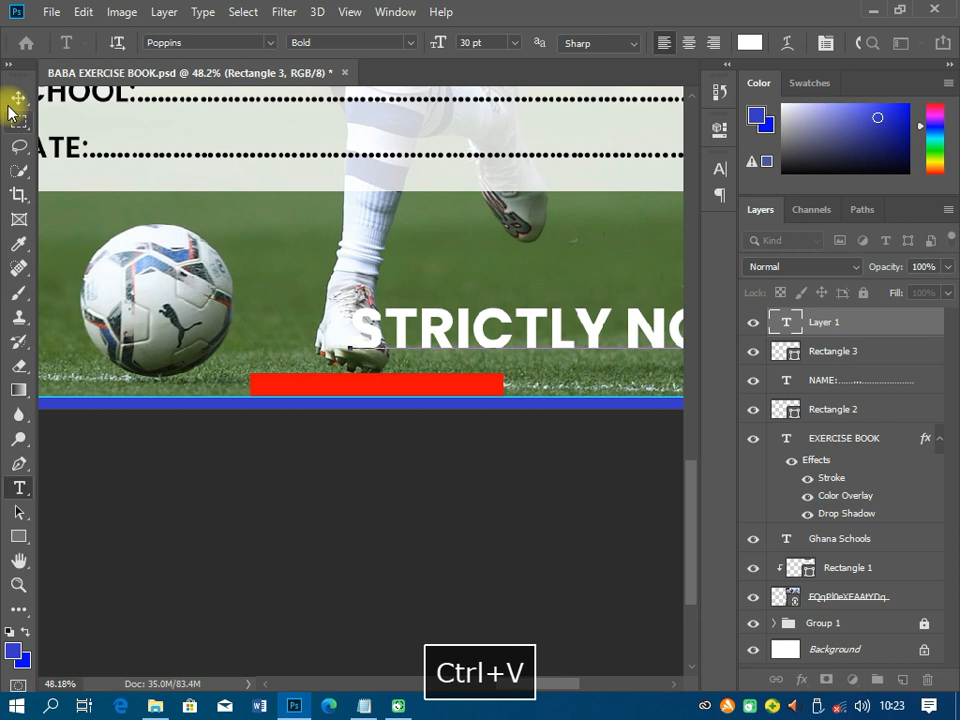 Ps File Edit Image Layer Type Select Filter 3D View Window Help
T Poppins Bold 30 pt Sharp
BABA EXERCISE BOOK.psd @ 48.2% (Rectangle 3, RGB/8) *
CHOOL:
ATE:
STRICTLY NO
Color Swatches
Layers Channels Paths
Kind
Normal Opacity: 100%
Lock: Fill: 100%
T Layer 1
Rectangle 3
T NAME:
Rectangle 2
T EXERCISE BOOK fx
Effects
Stroke
Color Overlay
Drop Shadow
T Ghana Schools
Rectangle 1
Group 1
Background
Ctrl+V
48.18% Doc: 35.0M/83.4M
10:23